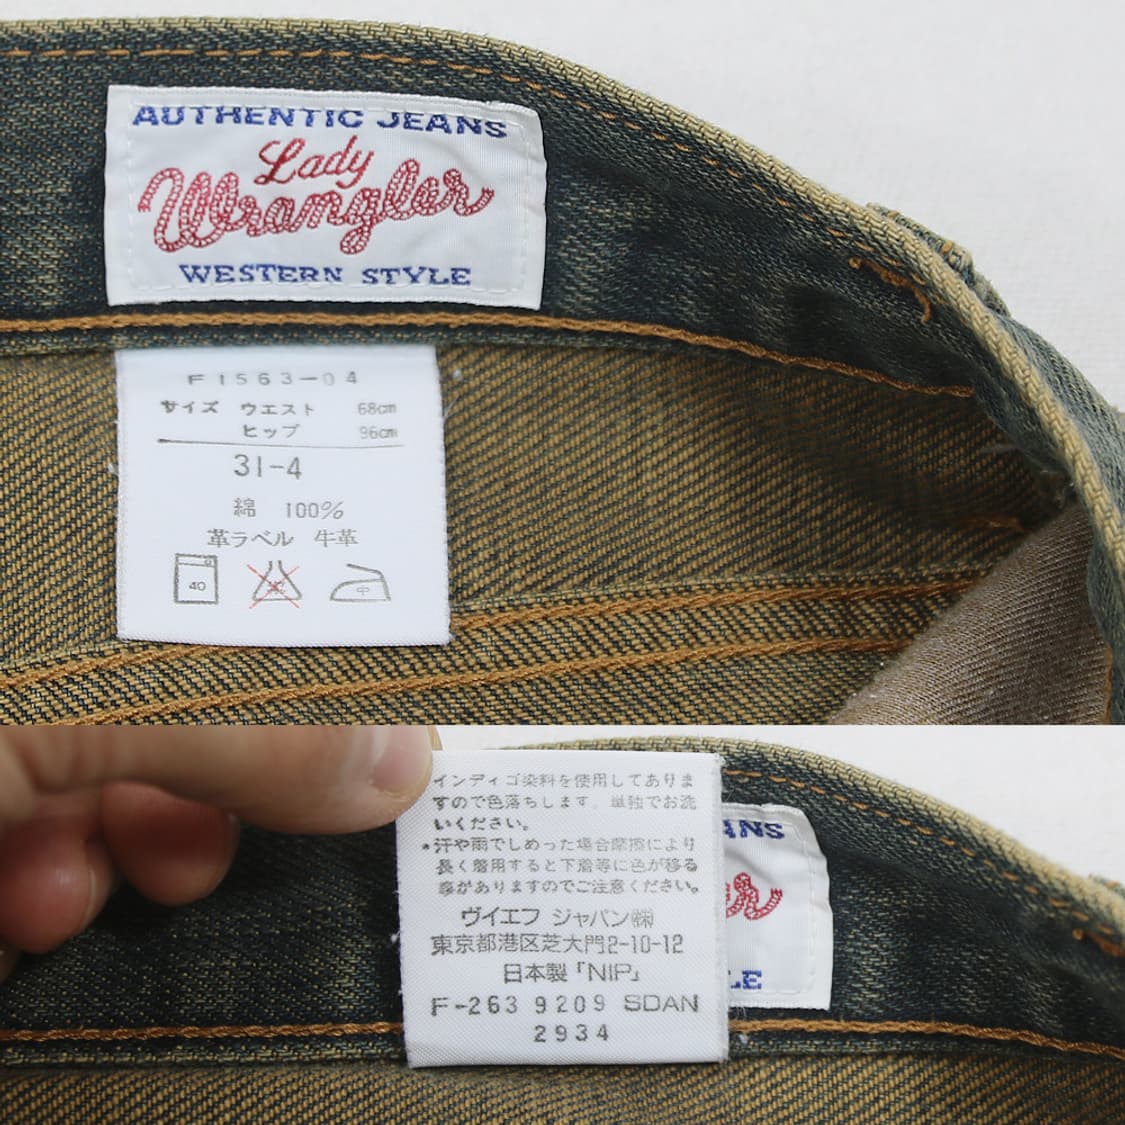 AUTHENTIC JEANS
Lady
Wrangler
WESTERN STYLE
F1563-04
サイズ ウエスト 68cm
ヒップ 96cm
31-4
綿 100%
革ラベル 牛革
40
中
インディゴ染料を使用してありま
すので色落ちします。単独でお洗
いください。
*汗や雨でしめった場合摩擦により
長く着用すると下着等に色が移る
事がありますのでご注意ください。
ヴイエフ ジャパン㈱
東京都港区芝大門2-10-12
日本製「NIP」
F-263 9209 SDAN
2934
ANS
er
LE